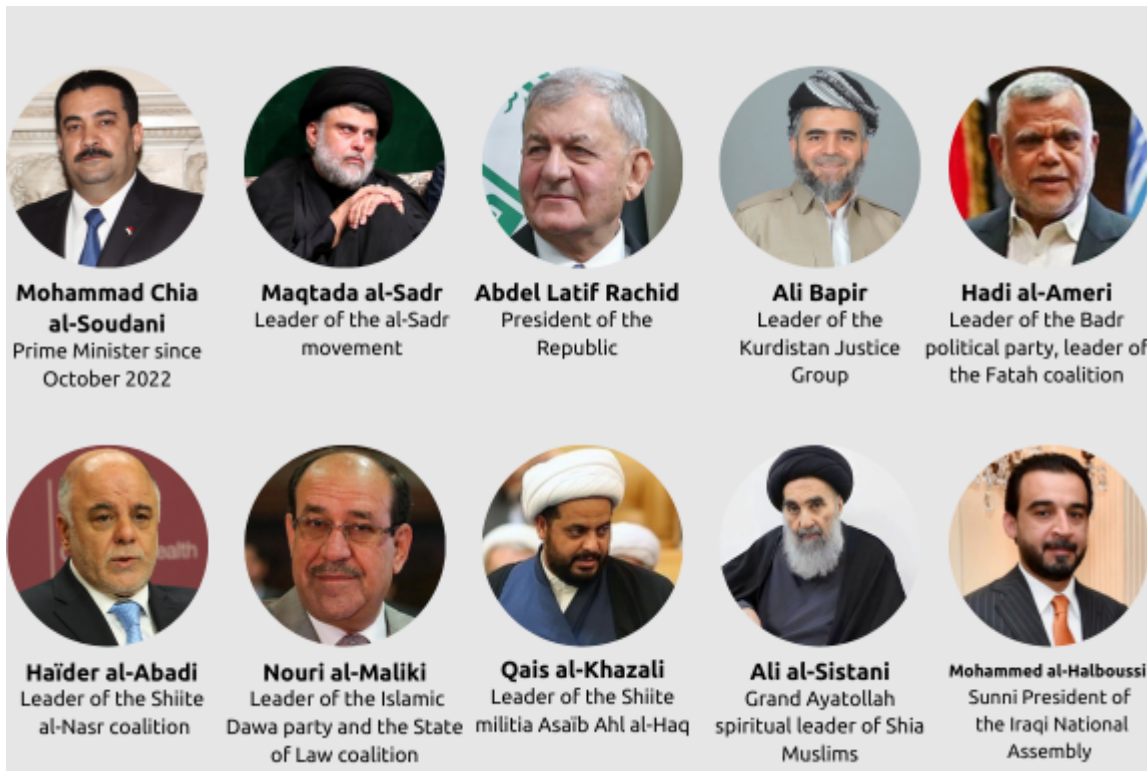 Mohammad Chia
al-Soudani
Prime Minister since
October 2022
Maqtada al-Sadr
Leader of the al-Sadr
movement
Abdel Latif Rachid
President of the
Republic
Ali Bapir
Leader of the
Kurdistan Justice
Group
Hadi al-Ameri
Leader of the Badr
political party, leader of
the Fatah coalition
ealth
Haïder al-Abadi
Leader of the Shiite
al-Nasr coalition
Nouri al-Maliki
Leader of the Islamic
Dawa party and the State
of Law coalition
Qais al-Khazali
Leader of the Shiite
militia Asaïb Ahl al-Haq
Ali al-Sistani
Grand Ayatollah
spiritual leader of Shia
Muslims
Mohammed al-Halboussi
Sunni President of
the Iraqi National
Assembly